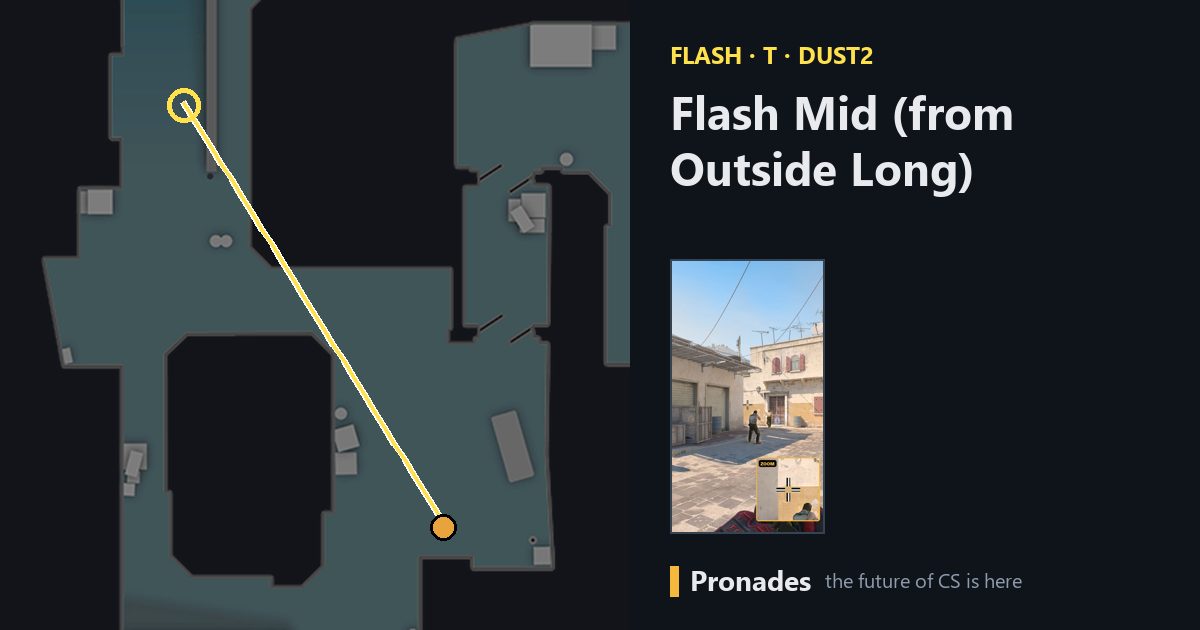 FLASH · T · DUST2
Flash Mid (from
Outside Long)
ZOOM
Pronades the future of CS is here